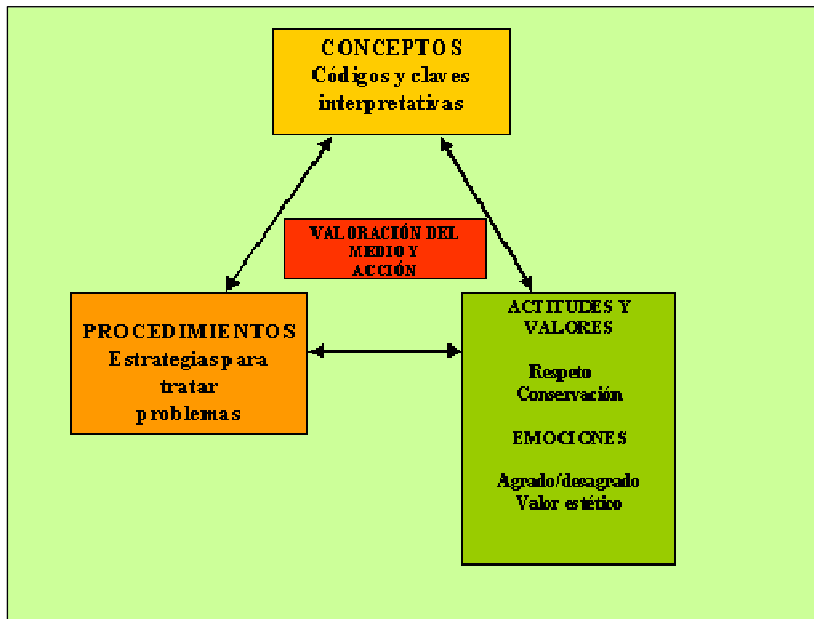 CONCEPTOS
Códigos y claves
interpretativas
VALORACIÓN DEL
MEDIO Y
ACCIÓN
PROCEDIMIENTOS
Estrategias para
tratar
problemas
ACTITUDES Y
VALORES
Respeto
Conservación
EMOCIONES
Agrado/desagrado
Valor estético